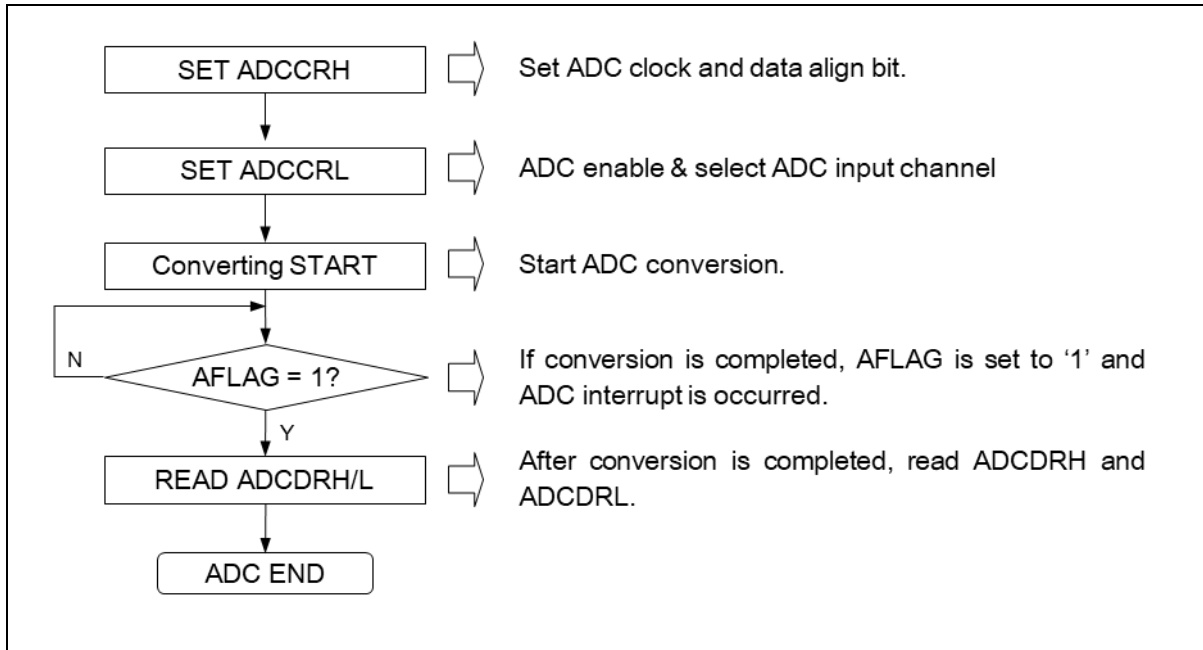 SET ADCCRH
Set ADC clock and data align bit.
SET ADCCRL
ADC enable & select ADC input channel
Converting START
Start ADC conversion.
N
AFLAG = 1?
If conversion is completed, AFLAG is set to ‘1’ and
ADC interrupt is occurred.
Y
READ ADCDRH/L
After conversion is completed, read ADCDRH and
ADCDRL.
ADC END